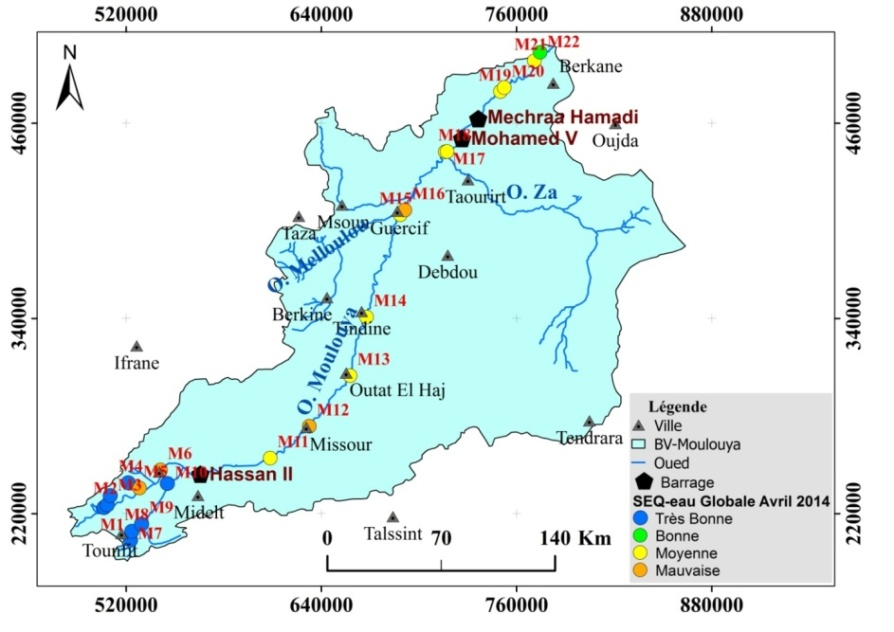 520000 640000 760000 880000
N
M21 M22
Berkane
M19 M20
460000 460000
Mechraa Hamadi
M18 Mohamed V
Oujda
M17
Taourirt
M15 M16
O. Za
Msoun
Guercif
Taza
O. Melloulou
Debdou
Berkine
M14
Tindine
340000 340000
O. Moulouya
Ifrane
M13
Outat El Haj
M12
Missour
M11
Tendrara
M6
M4 M5 M10
Hassan II
M2 M3
M9
M8
Midelt
M1 M7
Tounfit
220000 220000
Talssint
0 70 140 Km
Légende
Ville
BV-Moulouya
Oued
Barrage
SEQ-eau Globale Avril 2014
Très Bonne
Bonne
Moyenne
Mauvaise
520000 640000 760000 880000